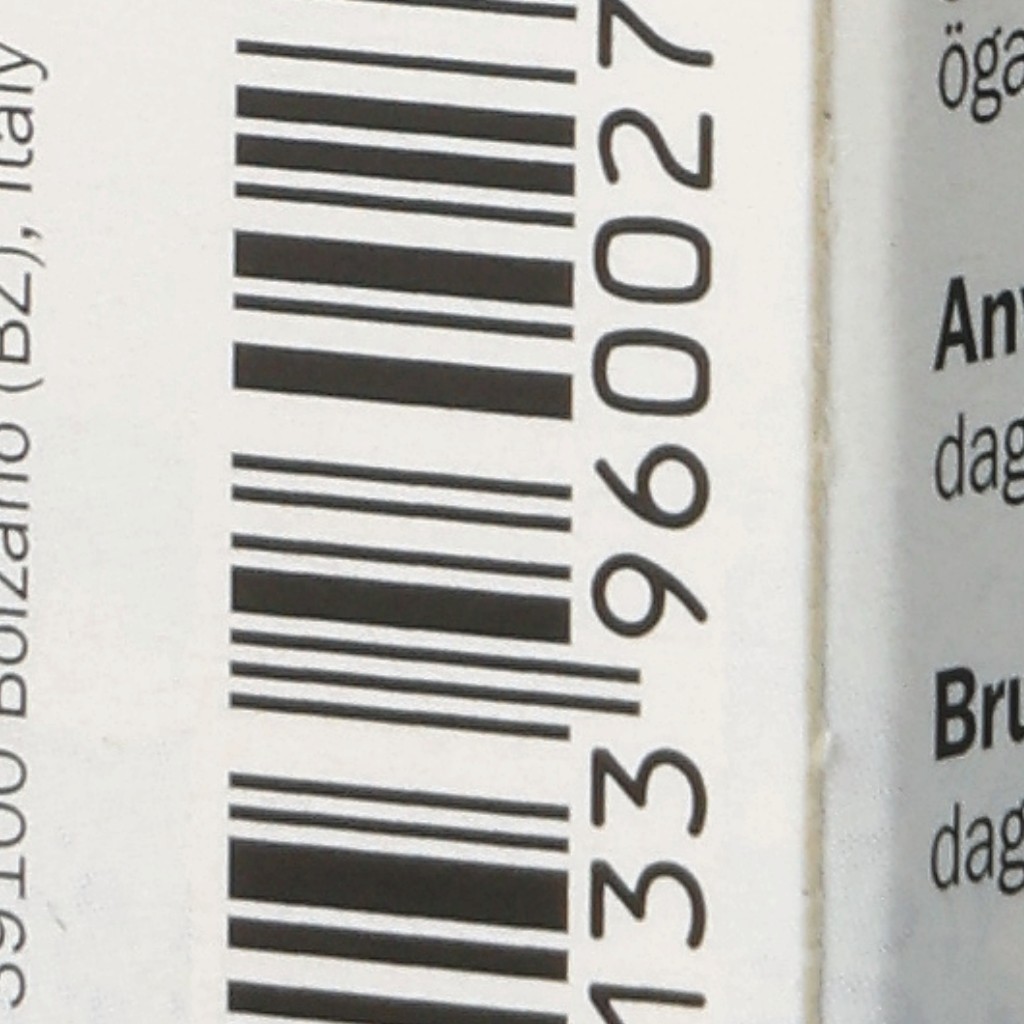 39100 Bolzano (BZ), Italy
133 960027
öga
An
dag
Bru
dag